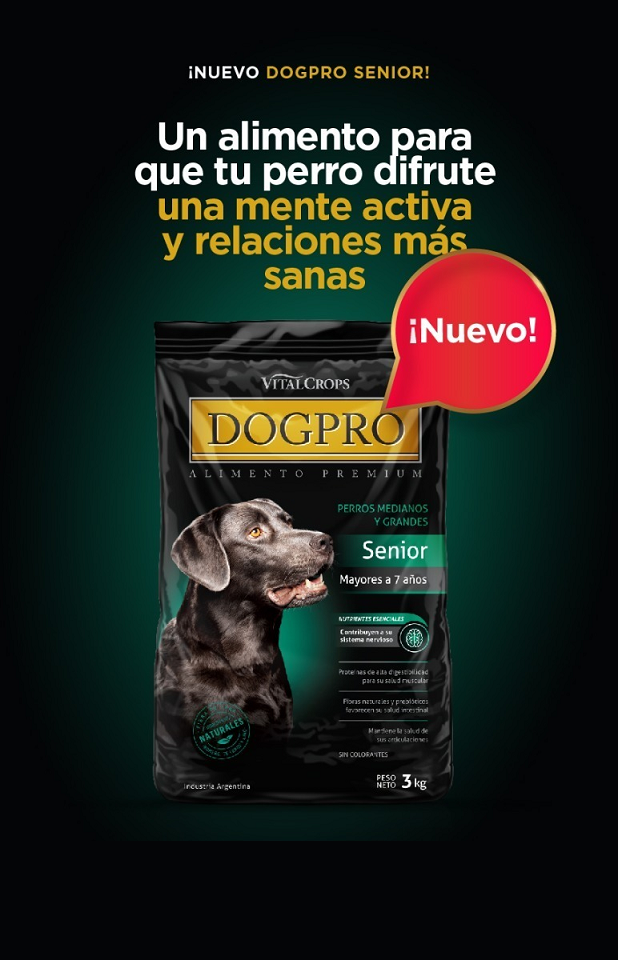 ¡NUEVO DOGPRO SENIOR!
Un alimento para
que tu perro difrute
una mente activa
y relaciones más
sanas
¡Nuevo!
VITALCROPS
DOGPRO
ALIMENTO PREMIUM
PERROS MEDIANOS
Y GRANDES
Senior
Mayores a 7 años
NUTRIENTES ESENCIALES
Contribuyen a su
sistema nervioso
Proteínas de alta digestibilidad
para su salud muscular
Fibras naturales y prebióticos
favorecen su salud intestinal
Mantiene la salud de
sus articulaciones
SIN COLORANTES
NATURALES
Industria Argentina
PESO
NETO 3 kg